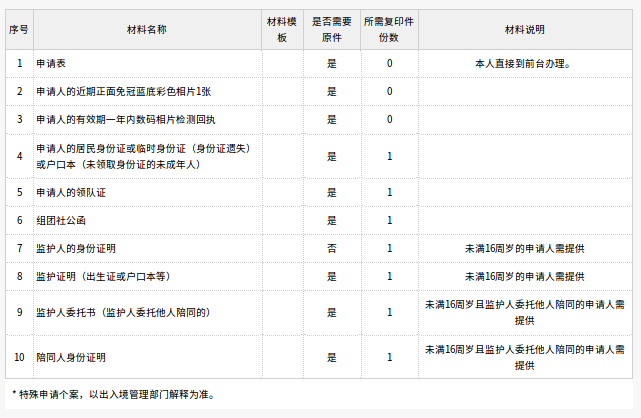 序号 材料名称 材料模板 是否需要原件 所需复印件份数 材料说明
1 申请表 是 0 本人直接到前台办理。
2 申请人的近期正面免冠蓝底彩色相片1张 是 0
3 申请人的有效期一年内数码相片检测回执 是 0
4 申请人的居民身份证或临时身份证（身份证遗失）
或户口本（未领取身份证的未成年人） 是 1
5 申请人的领队证 是 1
6 组团社公函 是 1
7 监护人的身份证明 否 1 未满16周岁的申请人需提供
8 监护证明（出生证或户口本等） 是 1 未满16周岁的申请人需提供
9 监护人委托书（监护人委托他人陪同的） 是 1 未满16周岁且监护人委托他人陪同的申请人需
提供
10 陪同人身份证明 是 1 未满16周岁且监护人委托他人陪同的申请人需
提供
* 特殊申请个案，以出入境管理部门解释为准。